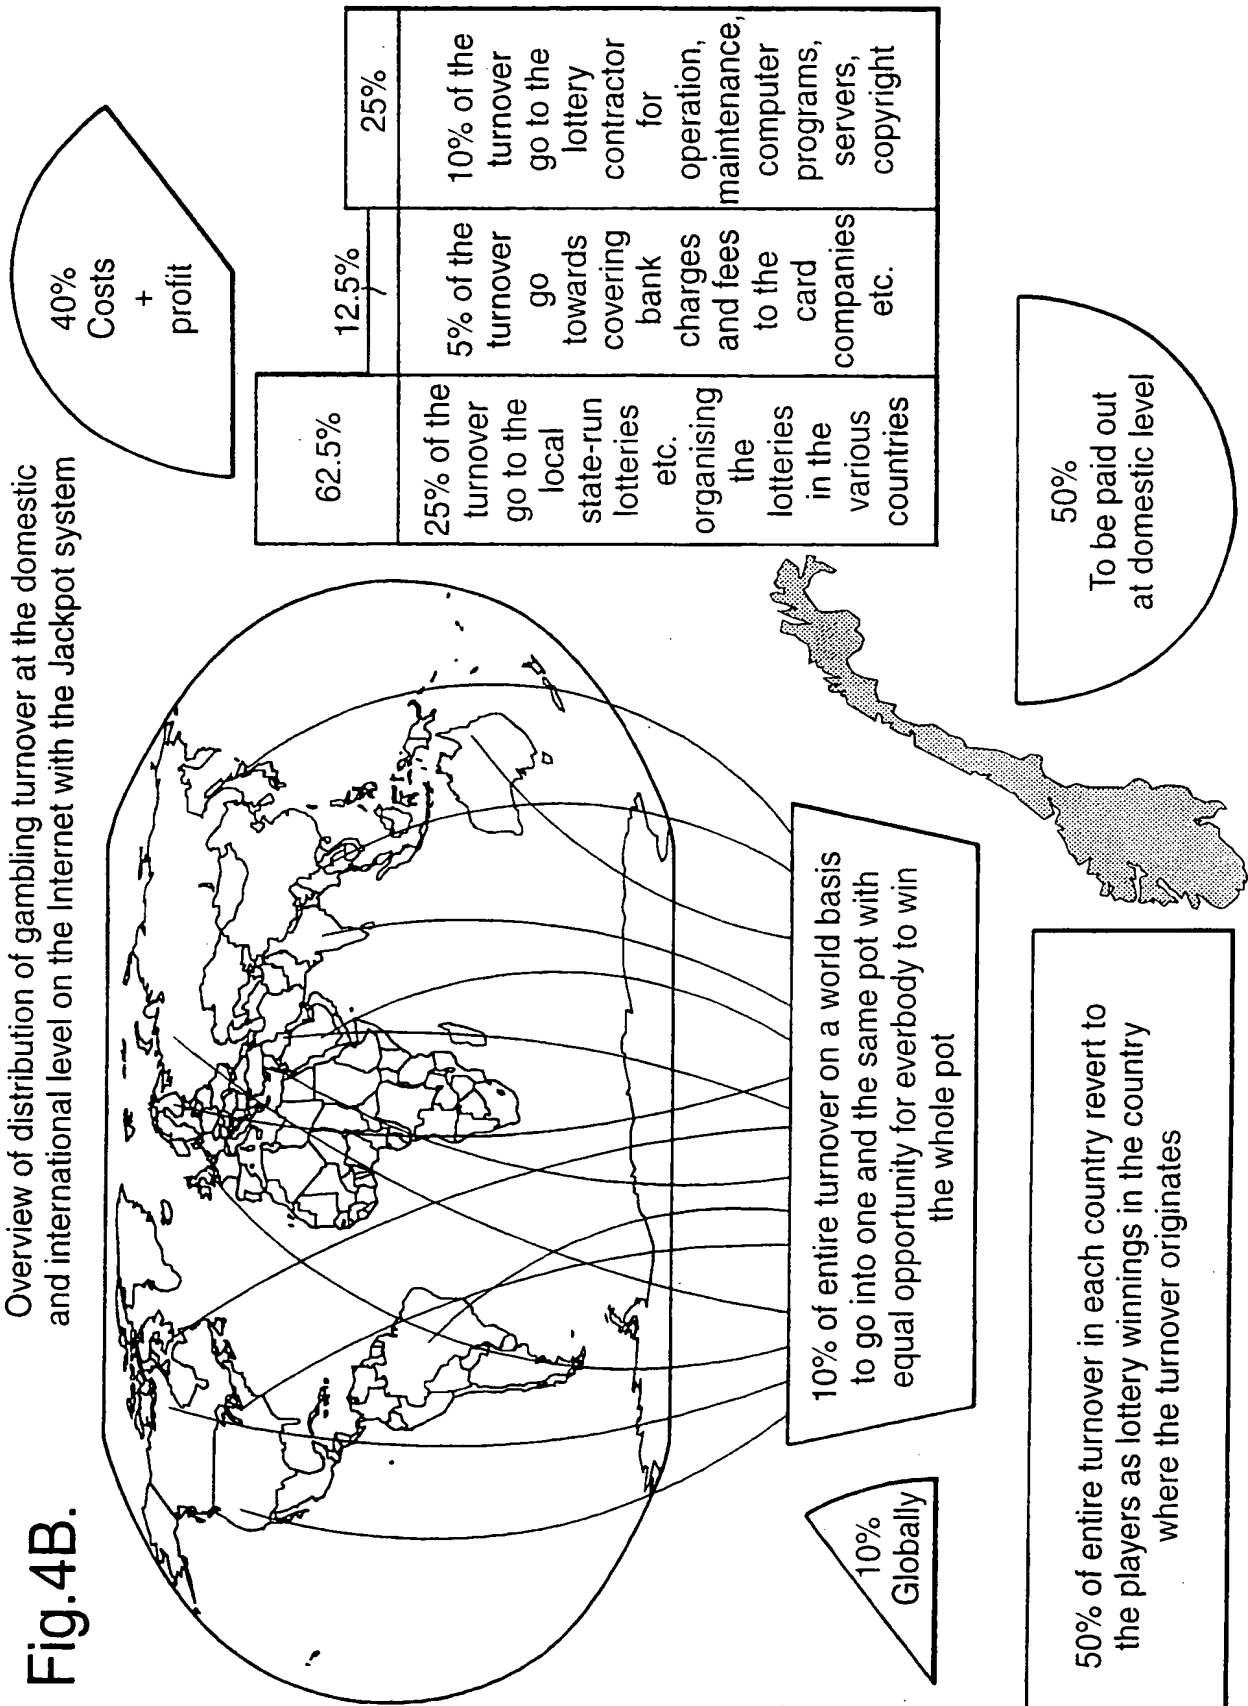 Fig.4B.
Overview of distribution of gambling turnover at the domestic
and international level on the Internet with the Jackpot system
40%
Costs
+
profit
62.5%
12.5%
25%
25% of the
turnover
go to the
local
state-run
lotteries
etc.
organising
the
lotteries
in the
various
countries
5% of the
turnover
go
towards
covering
bank
charges
and fees
to the
card
companies
etc.
10% of the
turnover
go to the
lottery
contractor
for
operation,
maintenance,
computer
programs,
servers,
copyright
10%
Globally
10% of entire turnover on a world basis
to go into one and the same pot with
equal opportunity for everybody to win
the whole pot
50%
To be paid out
at domestic level
50% of entire turnover in each country revert to
the players as lottery winnings in the country
where the turnover originates